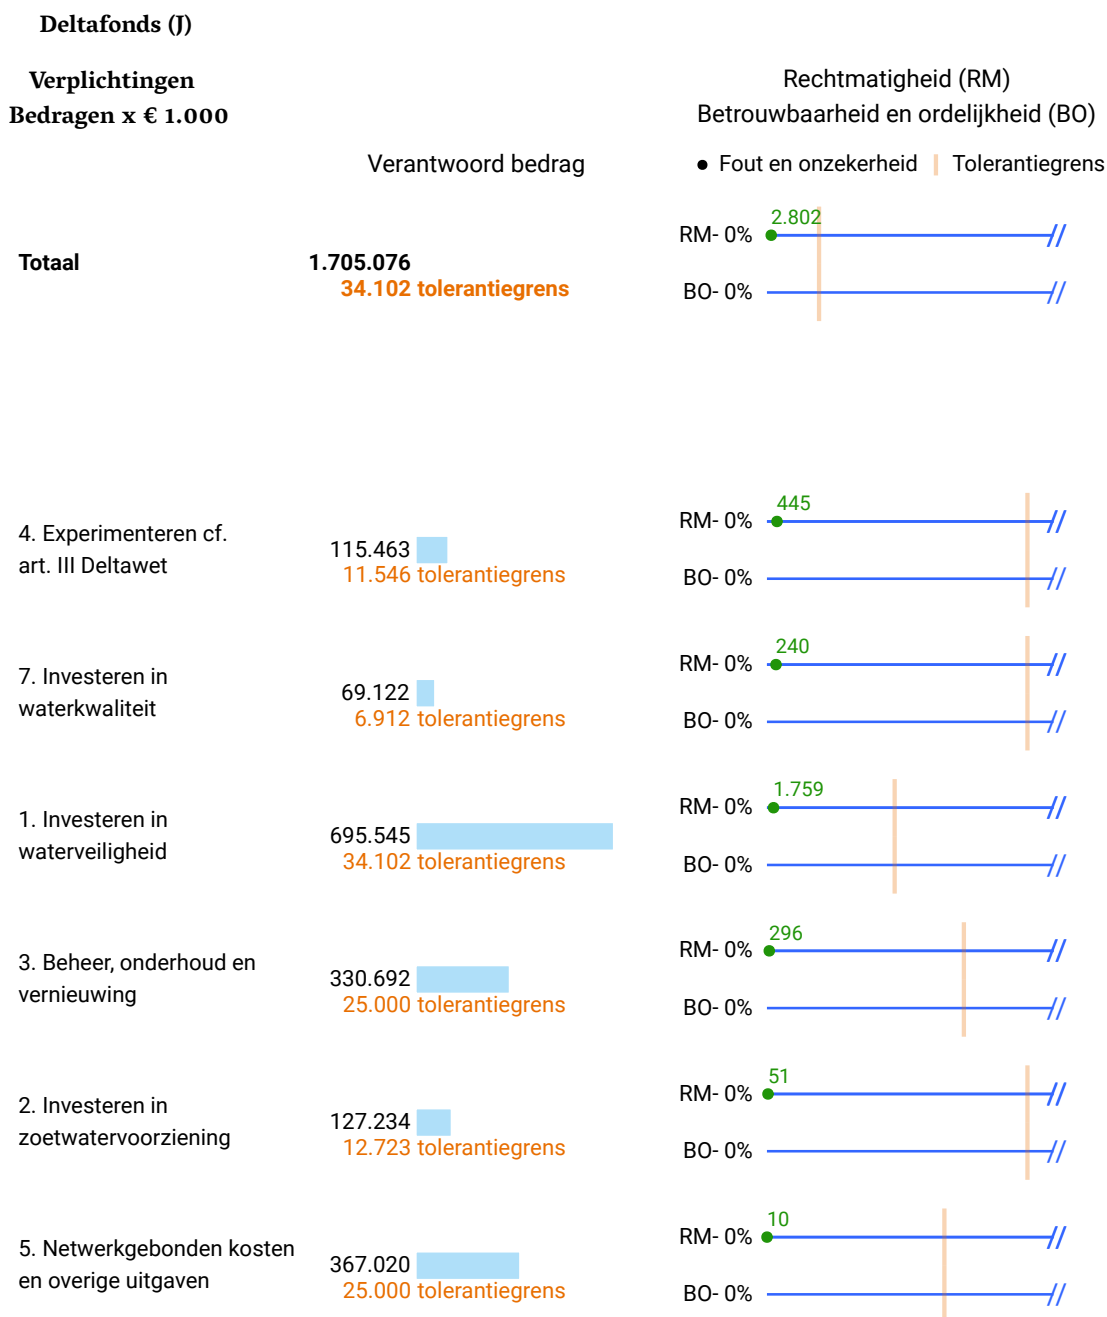 Deltafonds (J)
Verplichtingen
Bedragen x € 1.000
Rechtmatigheid (RM)
Betrouwbaarheid en ordelijkheid (BO)
Verantwoord bedrag
Fout en onzekerheid
Tolerantiegrens
Totaal
1.705.076
34.102 tolerantiegrens
RM- 0%
2.802
BO- 0%
4. Experimenteren cf.
art. III Deltawet
115.463
11.546 tolerantiegrens
RM- 0%
445
BO- 0%
7. Investeren in
waterkwaliteit
69.122
6.912 tolerantiegrens
RM- 0%
240
BO- 0%
1. Investeren in
waterveiligheid
695.545
34.102 tolerantiegrens
RM- 0%
1.759
BO- 0%
3. Beheer, onderhoud en
vernieuwing
330.692
25.000 tolerantiegrens
RM- 0%
296
BO- 0%
2. Investeren in
zoetwatervoorziening
127.234
12.723 tolerantiegrens
RM- 0%
51
BO- 0%
5. Netwerkgebonden kosten
en overige uitgaven
367.020
25.000 tolerantiegrens
RM- 0%
10
BO- 0%